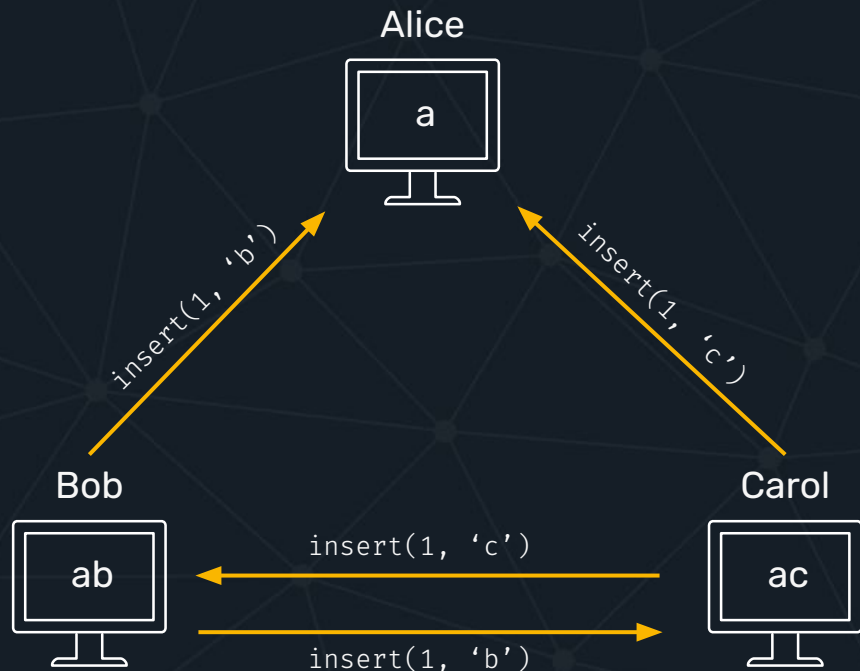 Alice
a
insert(1, ‘b’)
insert(1, ‘c’)
Bob
Carol
ab
insert(1, ‘c’)
ac
insert(1, ‘b’)